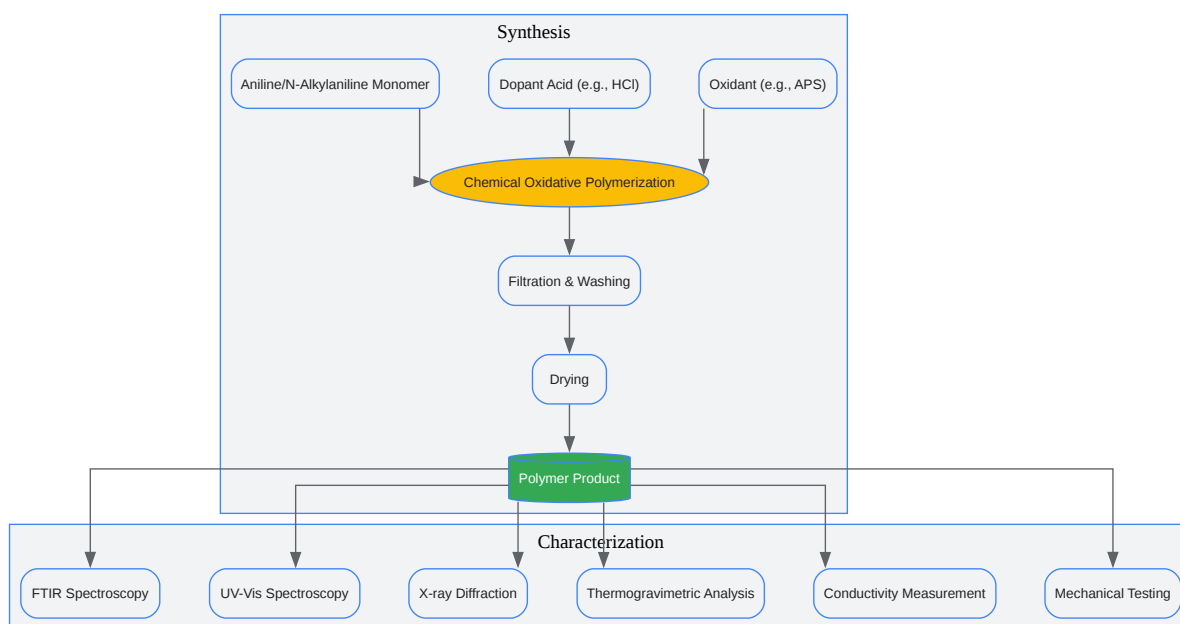 Synthesis
Aniline/N-Alkylaniline Monomer
Dopant Acid (e.g., HCl)
Oxidant (e.g., APS)
Chemical Oxidative Polymerization
Filtration & Washing
Drying
Polymer Product
Characterization
FTIR Spectroscopy
UV-Vis Spectroscopy
X-ray Diffraction
Thermogravimetric Analysis
Conductivity Measurement
Mechanical Testing